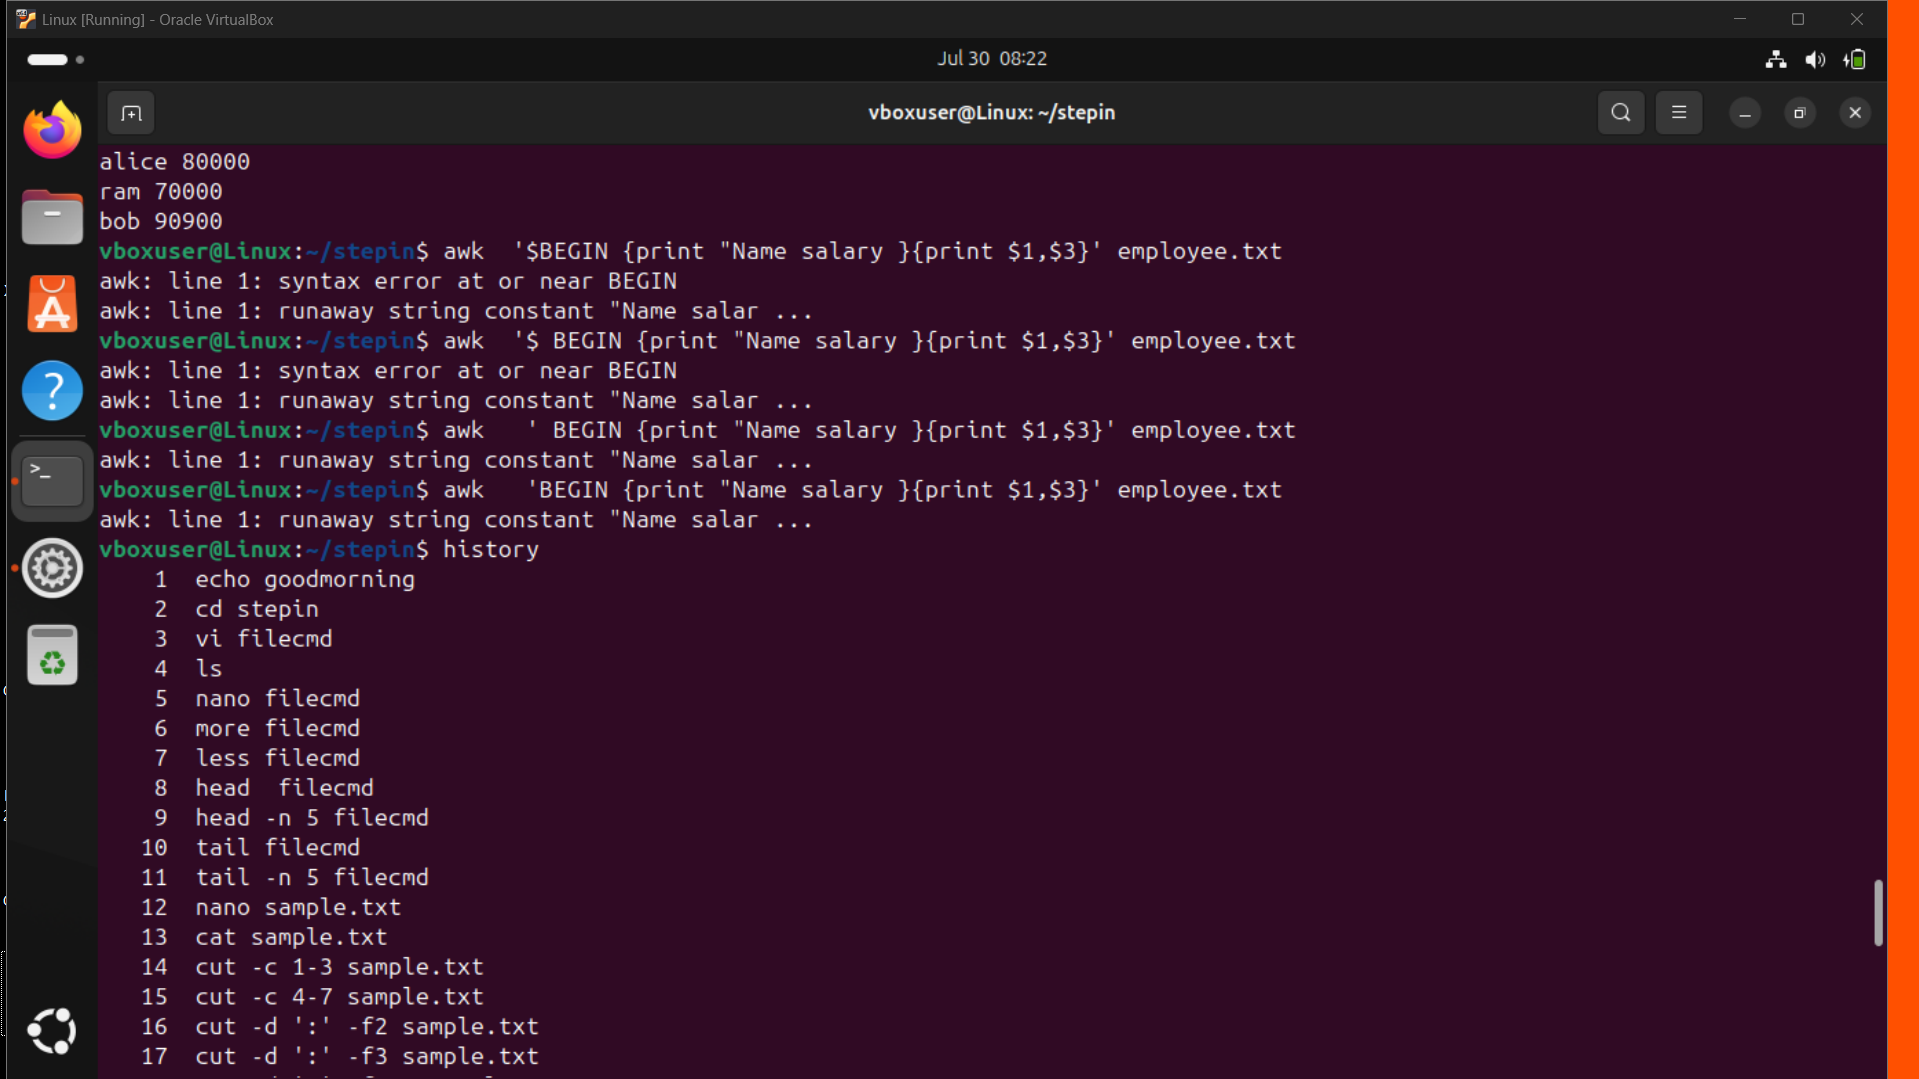 Linux [Running] - Oracle VirtualBox
Jul 30 08:22
vboxuser@Linux: ~/stepin
alice 80000
ram 70000
bob 90900
vboxuser@Linux:~/stepin$ awk  '$BEGIN {print "Name salary }{print $1,$3}' employee.txt
awk: line 1: syntax error at or near BEGIN
awk: line 1: runaway string constant "Name salar ...
vboxuser@Linux:~/stepin$ awk  '$ BEGIN {print "Name salary }{print $1,$3}' employee.txt
awk: line 1: syntax error at or near BEGIN
awk: line 1: runaway string constant "Name salar ...
vboxuser@Linux:~/stepin$ awk   ' BEGIN {print "Name salary }{print $1,$3}' employee.txt
awk: line 1: runaway string constant "Name salar ...
vboxuser@Linux:~/stepin$ awk   'BEGIN {print "Name salary }{print $1,$3}' employee.txt
awk: line 1: runaway string constant "Name salar ...
vboxuser@Linux:~/stepin$ history
1  echo goodmorning
2  cd stepin
3  vi filecmd
4  ls
5  nano filecmd
6  more filecmd
7  less filecmd
8  head  filecmd
9  head -n 5 filecmd
10  tail filecmd
11  tail -n 5 filecmd
12  nano sample.txt
13  cat sample.txt
14  cut -c 1-3 sample.txt
15  cut -c 4-7 sample.txt
16  cut -d ':' -f2 sample.txt
17  cut -d ':' -f3 sample.txt